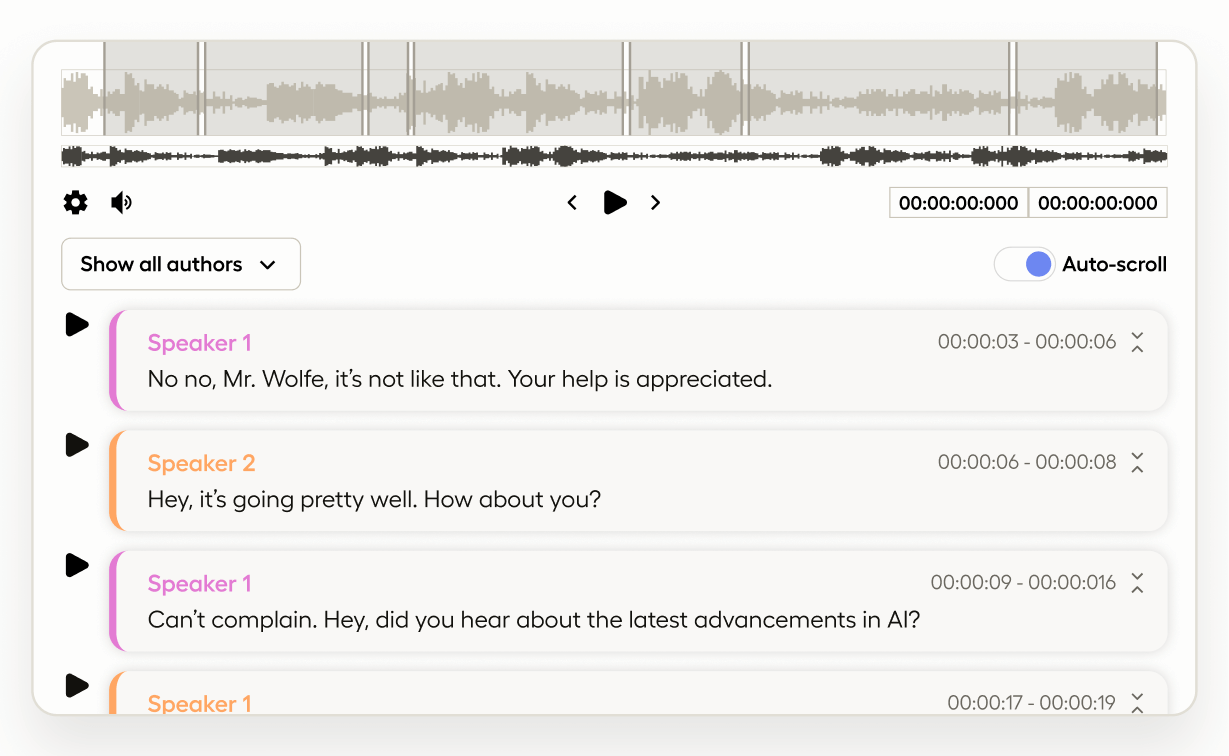 00:00:00:000 00:00:00:000
Show all authors Auto-scroll
Speaker 1 00:00:03 - 00:00:06
No no, Mr. Wolfe, it’s not like that. Your help is appreciated.
Speaker 2 00:00:06 - 00:00:08
Hey, it’s going pretty well. How about you?
Speaker 1 00:00:09 - 00:00:016
Can’t complain. Hey, did you hear about the latest advancements in AI?
Speaker 1 00:00:17 - 00:00:19